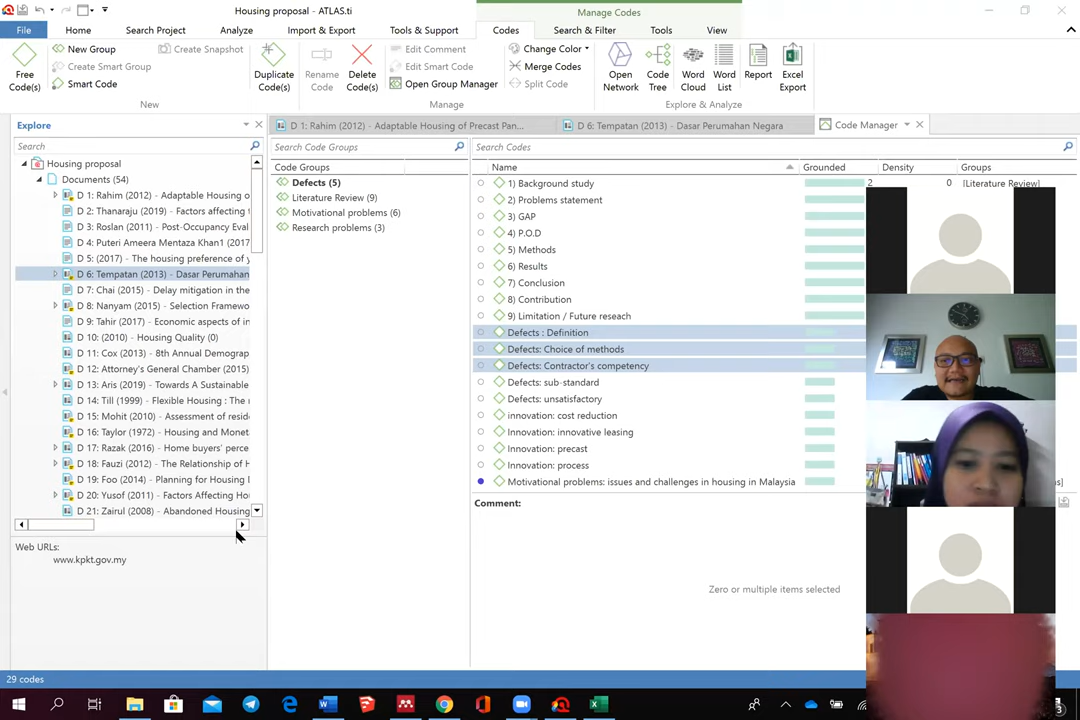 Housing proposal - ATLAS.ti
Manage Codes
File
Home
Search Project
Analyze
Import & Export
Tools & Support
Codes
Search & Filter
Tools
View
Free Code(s)
New Group
Create Smart Group
Smart Code
Create Snapshot
New
Duplicate Code(s)
Rename Code
Delete Code(s)
Edit Comment
Edit Smart Code
Open Group Manager
Manage
Change Color
Merge Codes
Split Code
Open Network
Code Tree
Word Cloud
Word List
Report
Excel Export
Explore & Analyze
Explore
Search
Housing proposal
Documents (54)
D 1: Rahim (2012) - Adaptable Housing o
D 2: Thanaraju (2019) - Factors affecting
D 3: Roslan (2011) - Post-Occupancy Eval
D 4: Puteri Ameera Mentaza Khan1 (2017
D 5: (2017) - The housing preference of y
D 6: Tempatan (2013) - Dasar Perumahan
D 7: Chai (2015) - Delay mitigation in the
D 8: Nanyam (2015) - Selection Framewo
D 9: Tahir (2017) - Economic aspects of in
D 10: (2010) - Housing Quality (0)
D 11: Cox (2013) - 8th Annual Demograp
D 12: Attorney's General Chamber (2015)
D 13: Aris (2019) - Towards A Sustainable
D 14: Till (1999) - Flexible Housing : The r
D 15: Mohit (2010) - Assessment of resid
D 16: Taylor (1972) - Housing and Monet
D 17: Razak (2016) - Home buyers' perce
D 18: Fauzi (2012) - The Relationship of H
D 19: Foo (2014) - Planning for Housing I
D 20: Yusof (2011) - Factors Affecting Ho
D 21: Zairul (2008) - Abandoned Housing
Web URLs:
www.kpkt.gov.my
D 1: Rahim (2012) - Adaptable Housing of Precast Pan...
D 6: Tempatan (2013) - Dasar Perumahan Negara
Code Manager
Search Code Groups
Code Groups
Defects (5)
Literature Review (9)
Motivational problems (6)
Research problems (3)
Search Codes
Name
Grounded
Density
Groups
1) Background study
2
0
[Literature Review]
2) Problems statement
3) GAP
4) P.O.D
5) Methods
6) Results
7) Conclusion
8) Contribution
9) Limitation / Future reseach
Defects : Definition
Defects: Choice of methods
Defects: Contractor's competency
Defects: sub-standard
Defects: unsatisfactory
innovation: cost reduction
Innovation: innovative leasing
Innovation: precast
Innovation: process
Motivational problems: issues and challenges in housing in Malaysia
Comment:
Zero or multiple items selected
29 codes